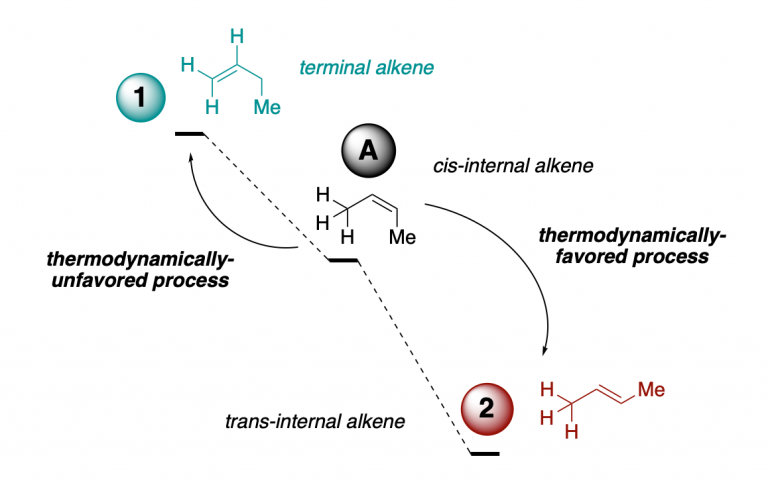 H
H
H
Me
terminal alkene
1
A
cis-internal alkene
H
H
H
Me
thermodynamically-
favored process
thermodynamically-
unfavored process
2
H
H
H
Me
trans-internal alkene